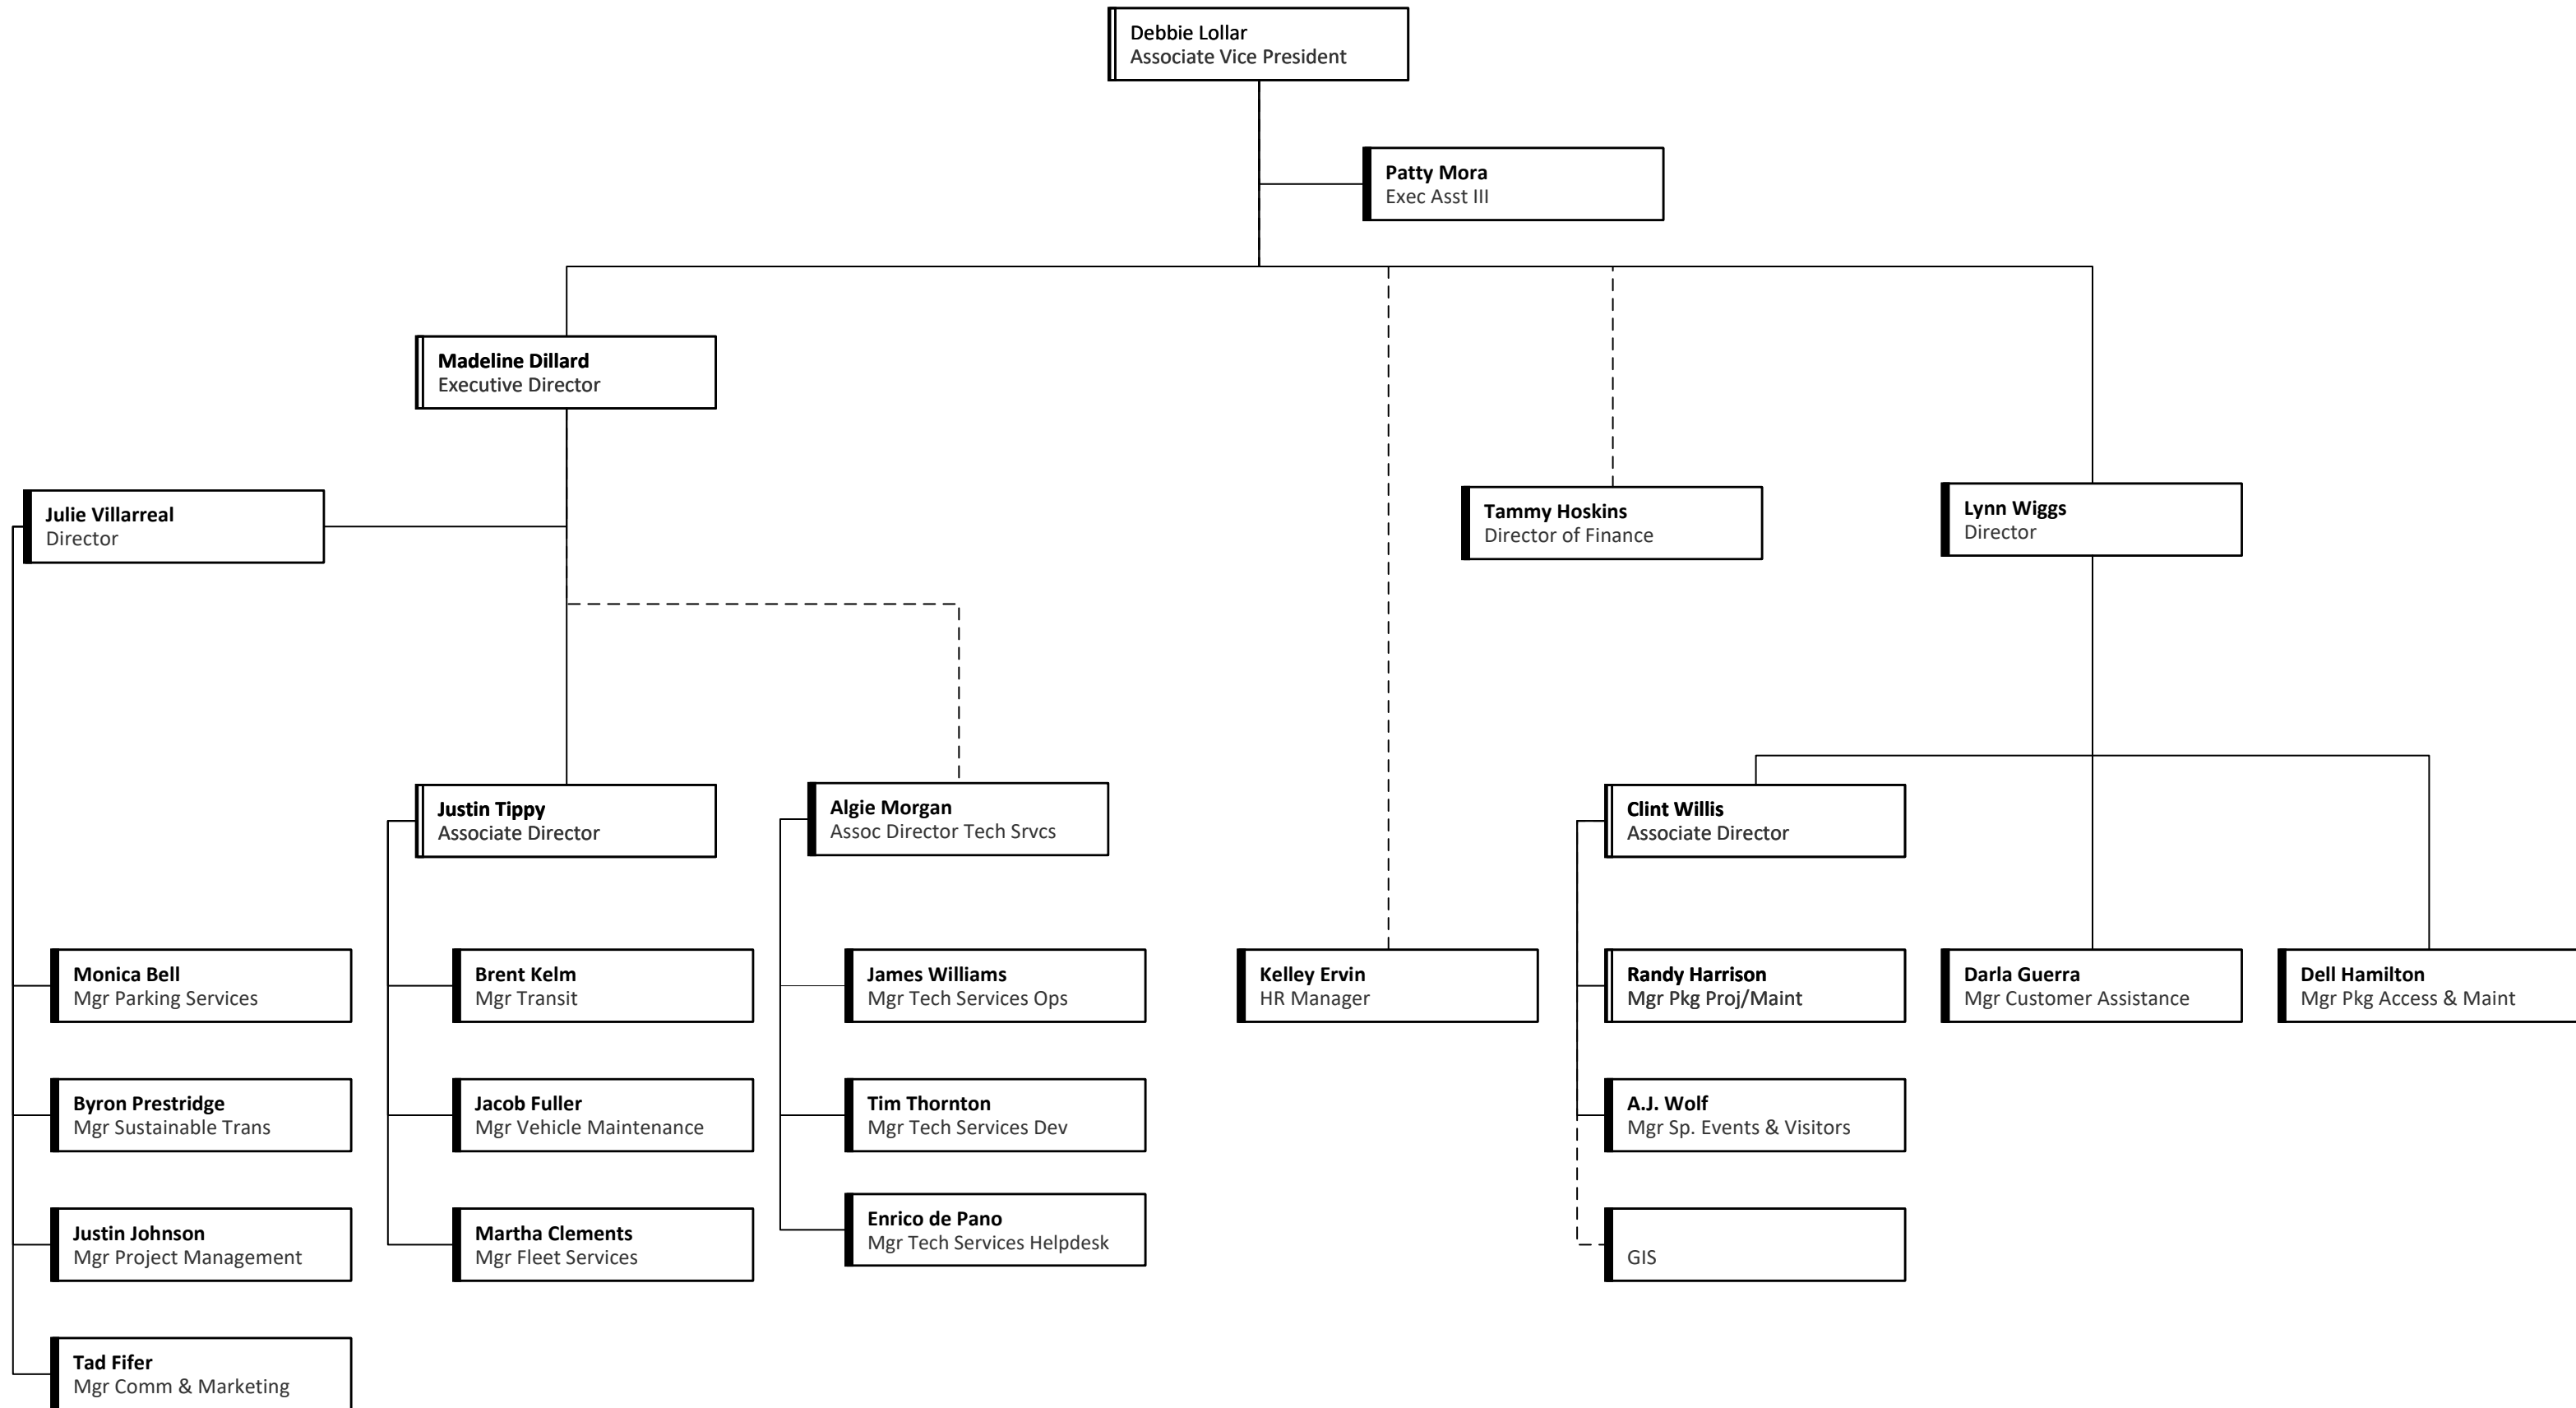 Debbie Lollar
Associate Vice President
Patty Mora
Exec Asst III
Madeline Dillard
Executive Director
Julie Villarreal
Director
Tammy Hoskins
Director of Finance
Lynn Wiggs
Director
Justin Tippy
Associate Director
Algie Morgan
Assoc Director Tech Srvcs
Clint Willis
Associate Director
Monica Bell
Mgr Parking Services
Brent Kelm
Mgr Transit
James Williams
Mgr Tech Services Ops
Kelley Ervin
HR Manager
Randy Harrison
Mgr Pkg Proj/Maint
Darla Guerra
Mgr Customer Assistance
Dell Hamilton
Mgr Pkg Access & Maint
Byron Prestridge
Mgr Sustainable Trans
Jacob Fuller
Mgr Vehicle Maintenance
Tim Thornton
Mgr Tech Services Dev
A.J. Wolf
Mgr Sp. Events & Visitors
Justin Johnson
Mgr Project Management
Martha Clements
Mgr Fleet Services
Enrico de Pano
Mgr Tech Services Helpdesk
GIS
Tad Fifer
Mgr Comm & Marketing